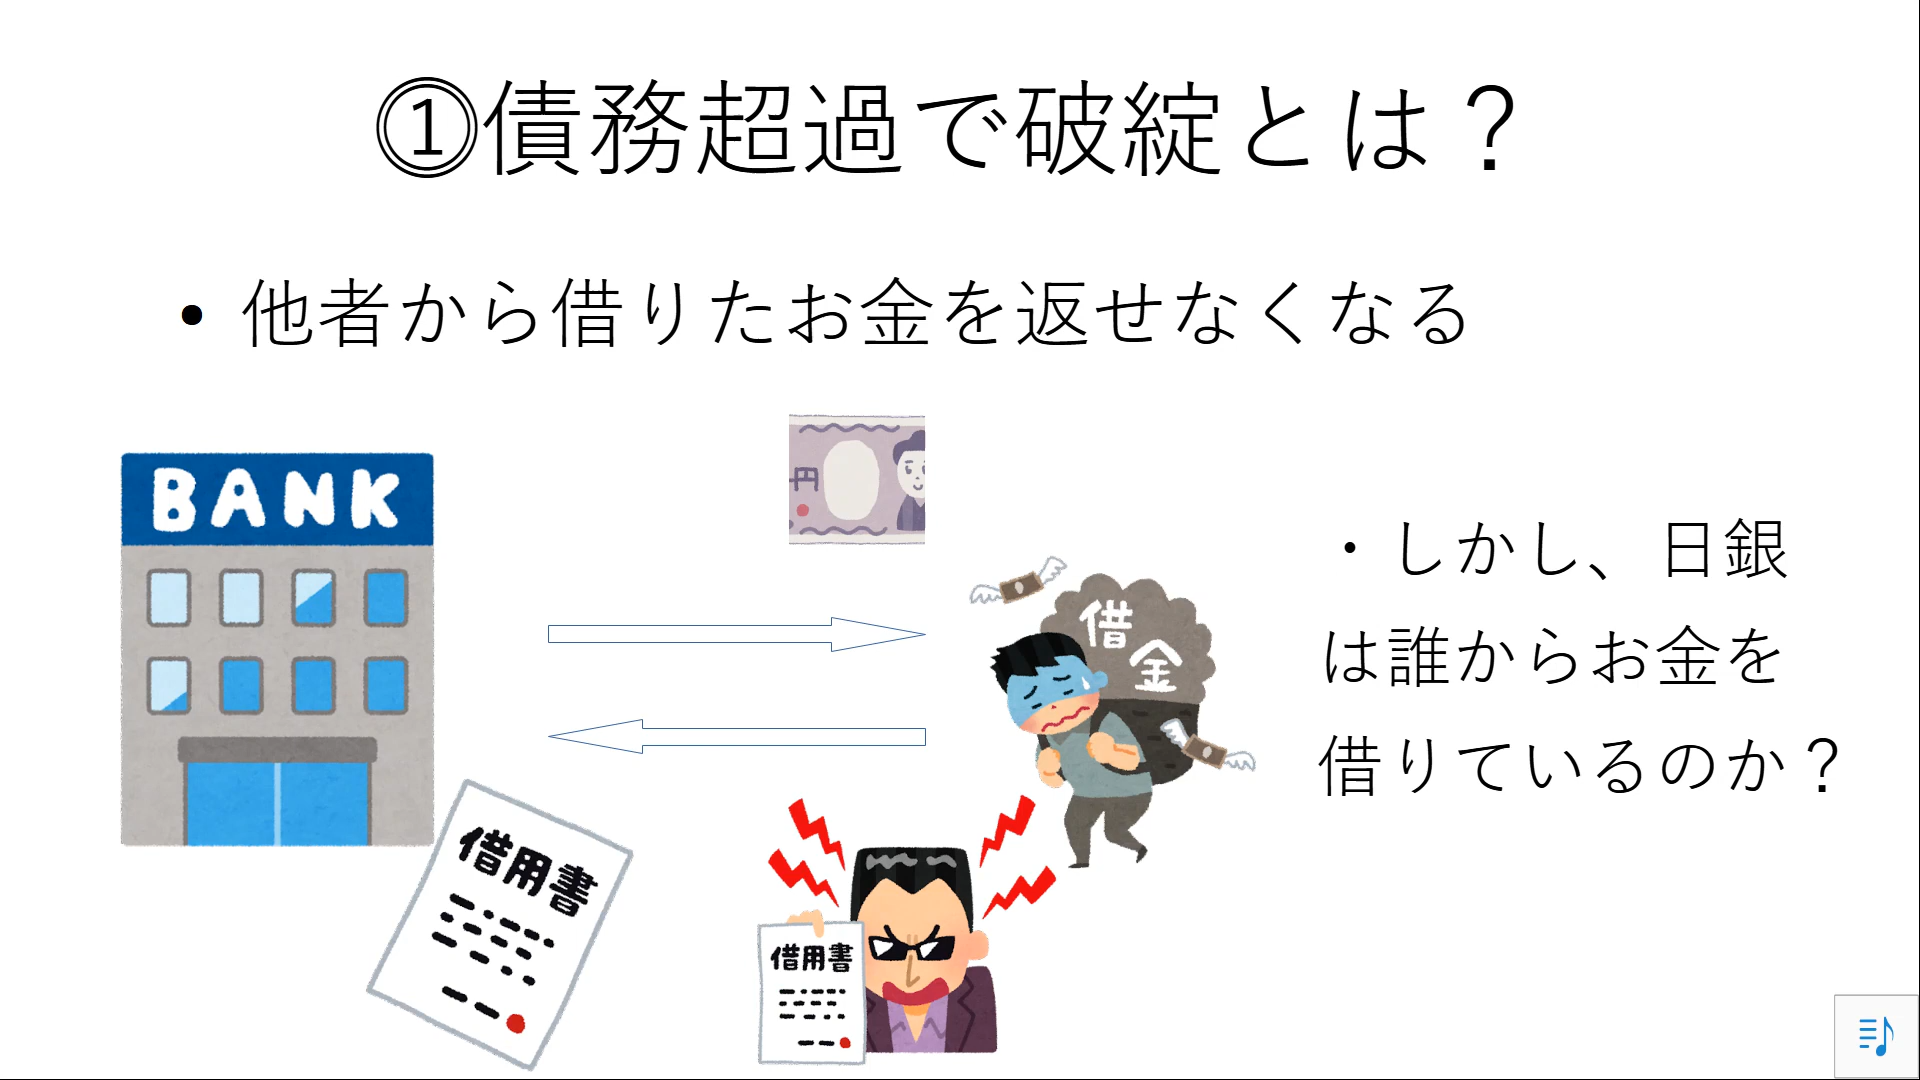 ①債務超過で破綻とは？
• 他者から借りたお金を返せなくなる
円
BANK
・しかし、日銀
は誰からお金を
借りているのか？
借
金
借用書
借用書